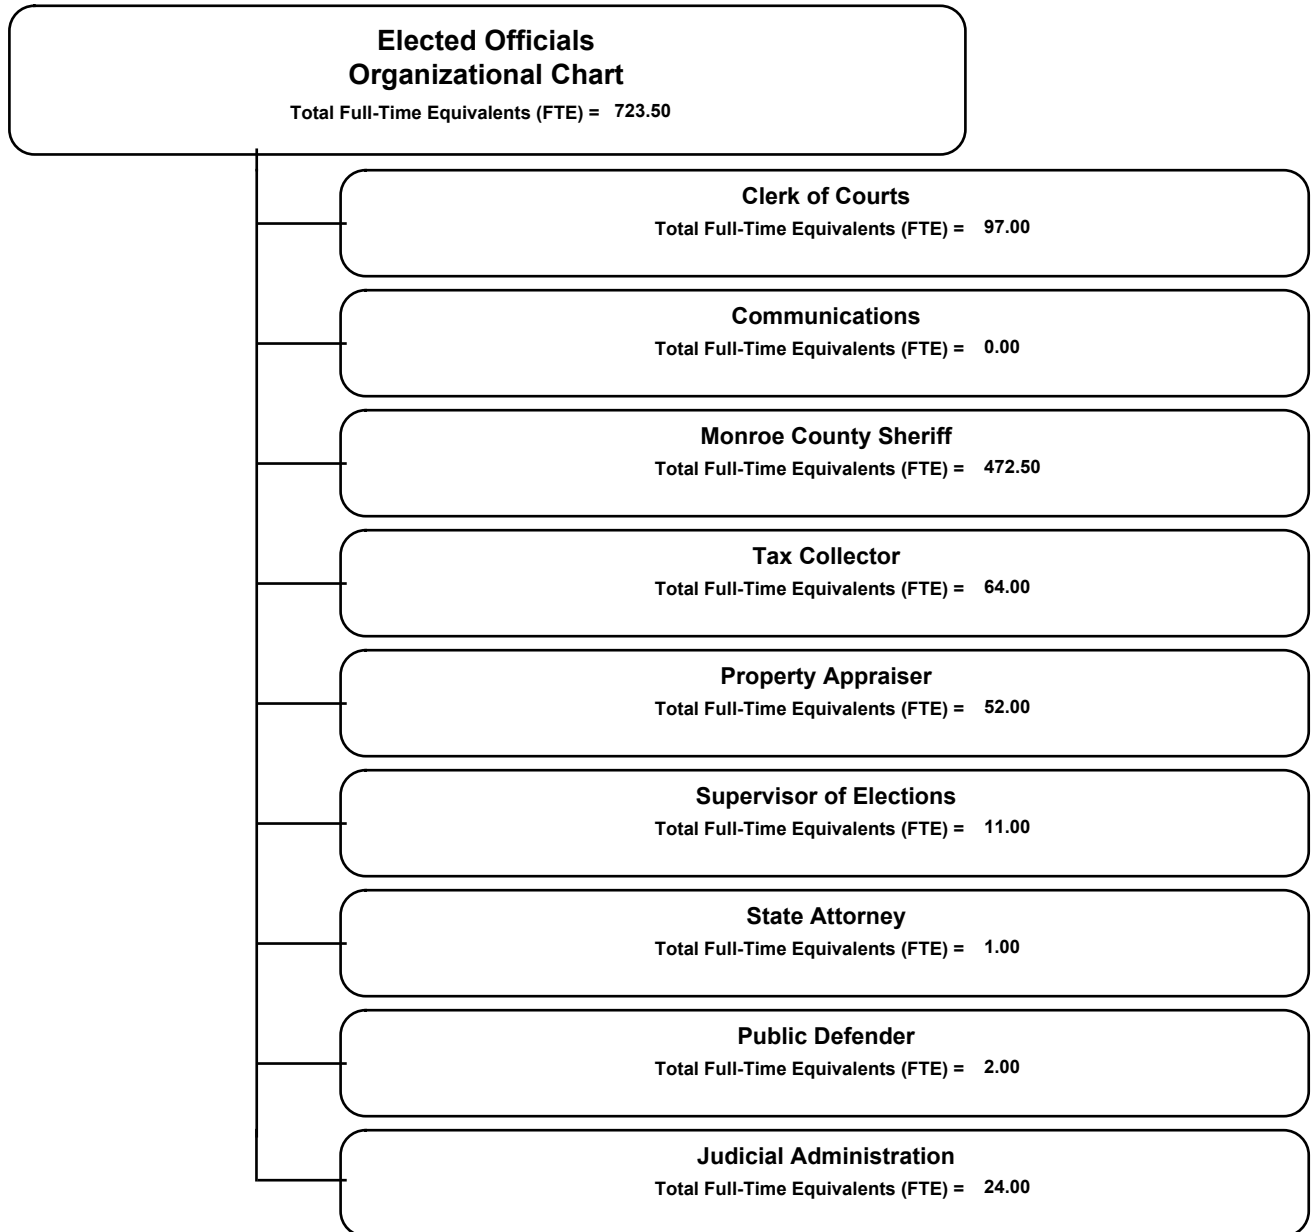 Elected Officials
Organizational Chart
Total Full-Time Equivalents (FTE) = 723.50
Clerk of Courts
Total Full-Time Equivalents (FTE) = 97.00
Communications
Total Full-Time Equivalents (FTE) = 0.00
Monroe County Sheriff
Total Full-Time Equivalents (FTE) = 472.50
Tax Collector
Total Full-Time Equivalents (FTE) = 64.00
Property Appraiser
Total Full-Time Equivalents (FTE) = 52.00
Supervisor of Elections
Total Full-Time Equivalents (FTE) = 11.00
State Attorney
Total Full-Time Equivalents (FTE) = 1.00
Public Defender
Total Full-Time Equivalents (FTE) = 2.00
Judicial Administration
Total Full-Time Equivalents (FTE) = 24.00